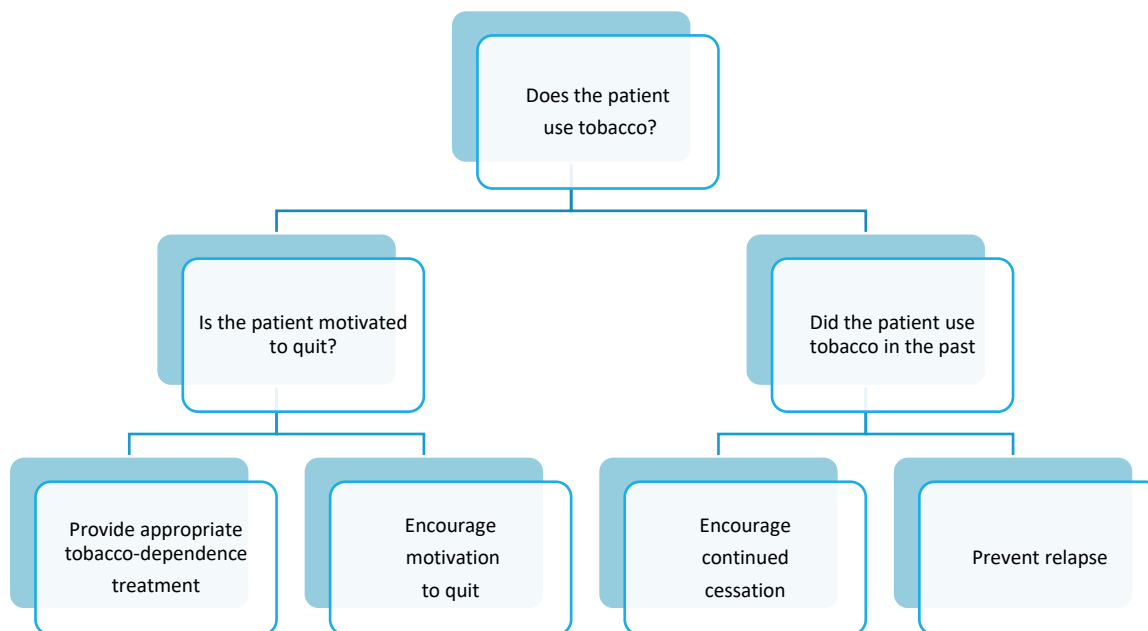 Does the patient
use tobacco?
Is the patient motivated
to quit?
Did the patient use
tobacco in the past
Provide appropriate
tobacco-dependence
treatment
Encourage
motivation
to quit
Encourage
continued
cessation
Prevent relapse